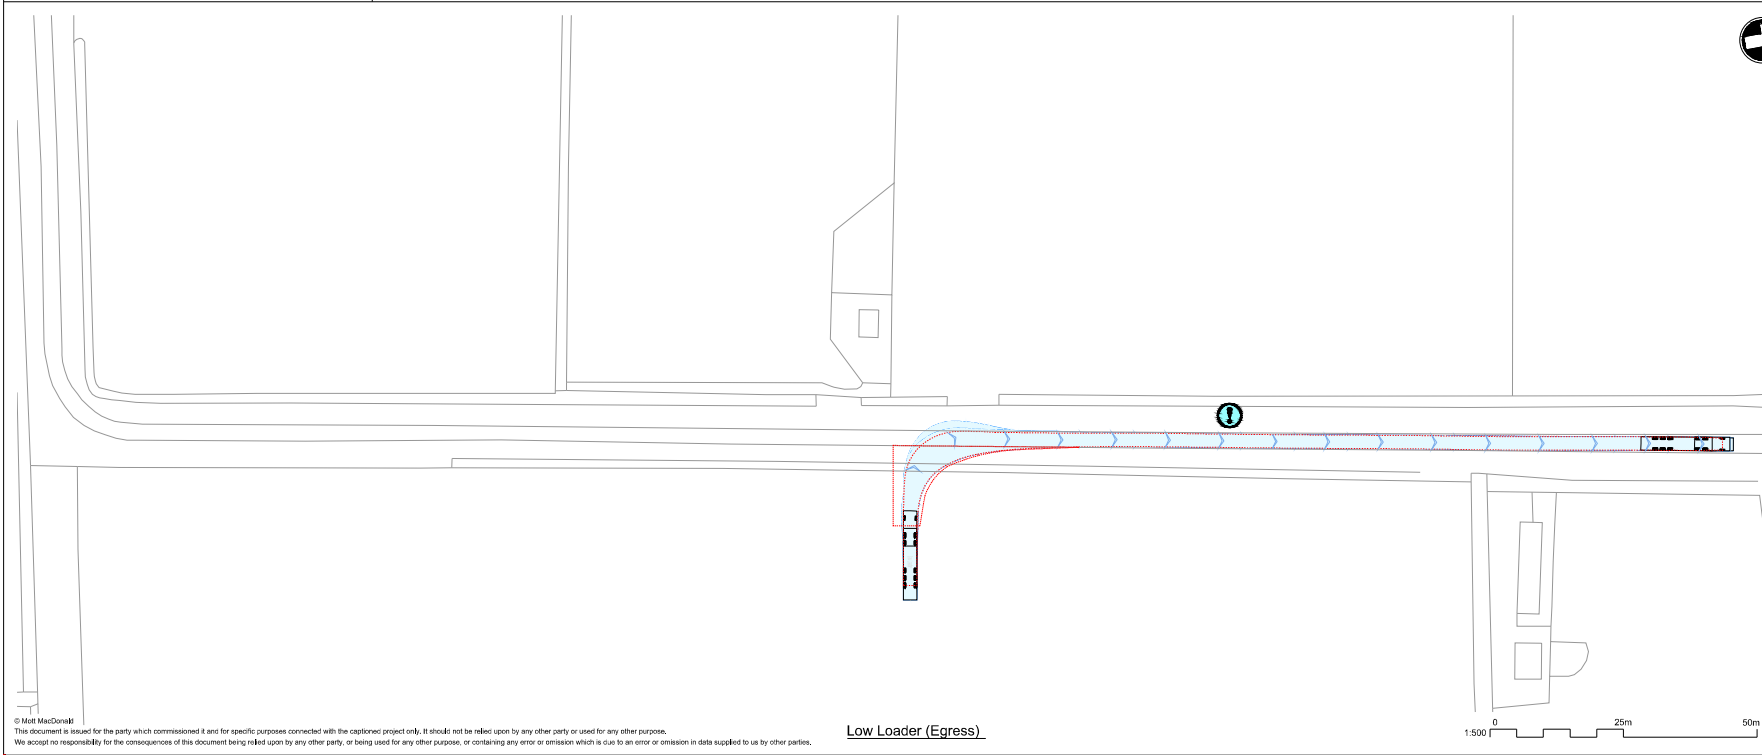 © Mott MacDonald
This document is issued for the party which commissioned it and for specific purposes connected with the captioned project only. It should not be relied upon by any other party or used for any other purpose.
We accept no responsibility for the consequences of this document being relied upon by any other party, or being used for any other purpose, or containing any error or omission which is due to an error or omission in data supplied to us by other parties.
Low Loader (Egress)
0 25m 50m
1:500